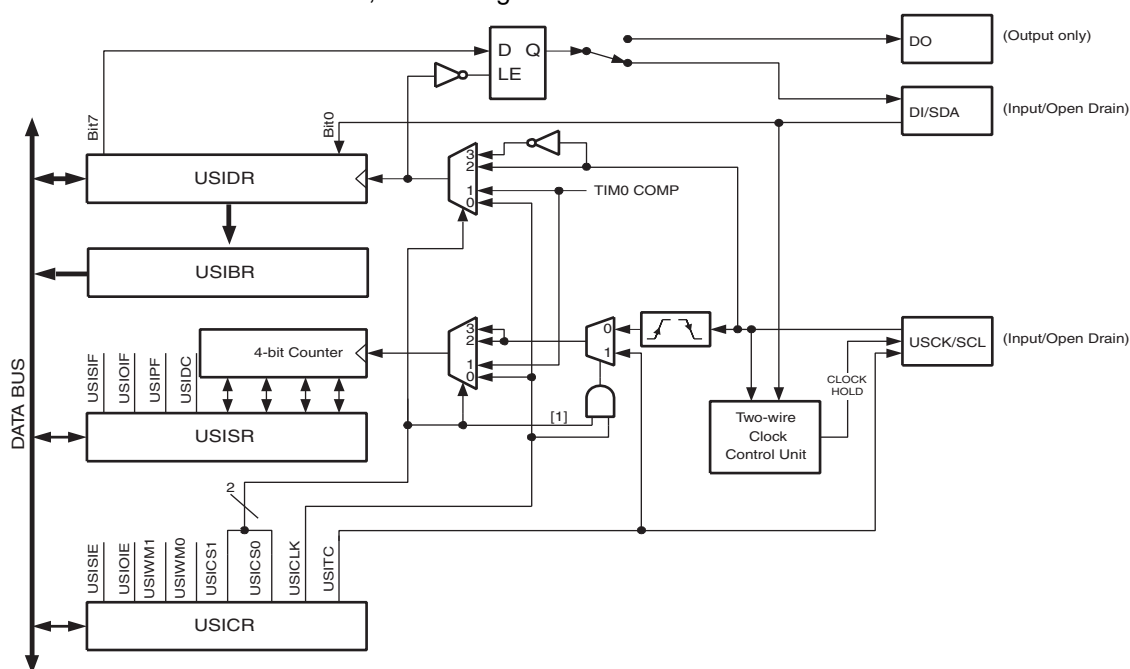 DO
(Output only)
D Q
LE
DI/SDA
(Input/Open Drain)
Bit7
Bit0
3
2
1
0
TIM0 COMP
USIDR
USIBR
3
2
1
0
0
1
4-bit Counter
USCK/SCL
(Input/Open Drain)
CLOCK
HOLD
USISIF
USIOIF
USIPF
USIDC
DATA BUS
[1]
Two-wire
Clock
Control Unit
USISR
2
USISIE
USIOIE
USIWM1
USIWM0
USICS1
USICS0
USICLK
USITC
USICR